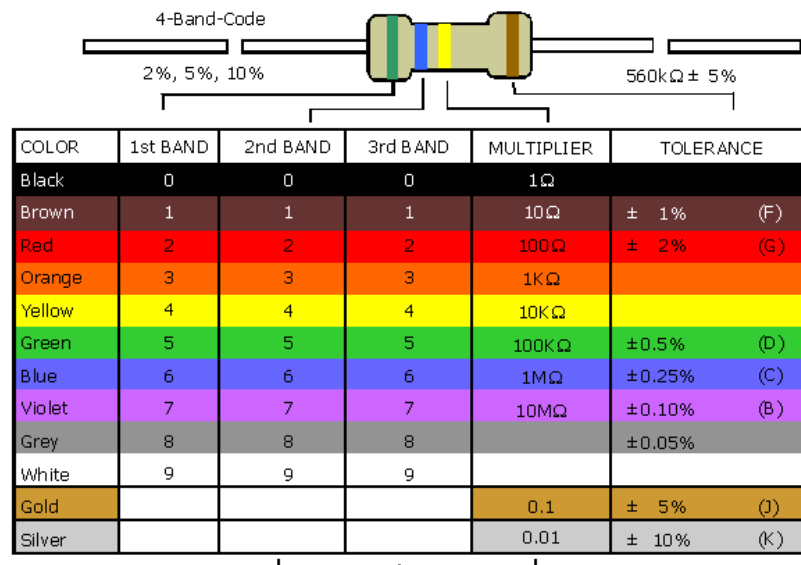 4-Band-Code
2%, 5%, 10%
560kΩ ± 5%
COLOR 1st BAND 2nd BAND 3rd BAND MULTIPLIER TOLERANCE
Black 0 0 0 1Ω
Brown 1 1 1 10Ω ± 1% (F)
Red 2 2 2 100Ω ± 2% (G)
Orange 3 3 3 1KΩ
Yellow 4 4 4 10KΩ
Green 5 5 5 100KΩ ±0.5% (D)
Blue 6 6 6 1MΩ ±0.25% (C)
Violet 7 7 7 10MΩ ±0.10% (B)
Grey 8 8 8 ±0.05%
White 9 9 9
Gold 0.1 ± 5% (J)
Silver 0.01 ± 10% (K)